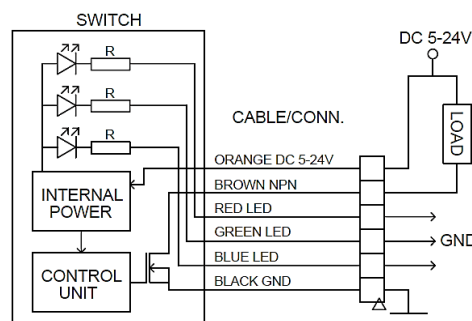 SWITCH
DC 5-24V
R
R
R
CABLE/CONN.
LOAD
ORANGE DC 5-24V
BROWN NPN
INTERNAL
POWER
RED LED
GREEN LED
GND
BLUE LED
CONTROL
UNIT
BLACK GND